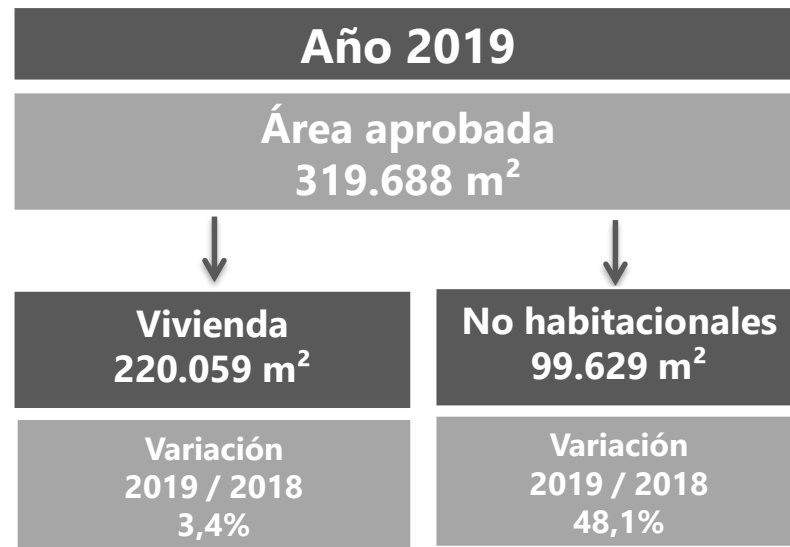 Año 2019
Área aprobada
319.688 m²
Vivienda
220.059 m²
No habitacionales
99.629 m²
Variación
2019 / 2018
3,4%
Variación
2019 / 2018
48,1%